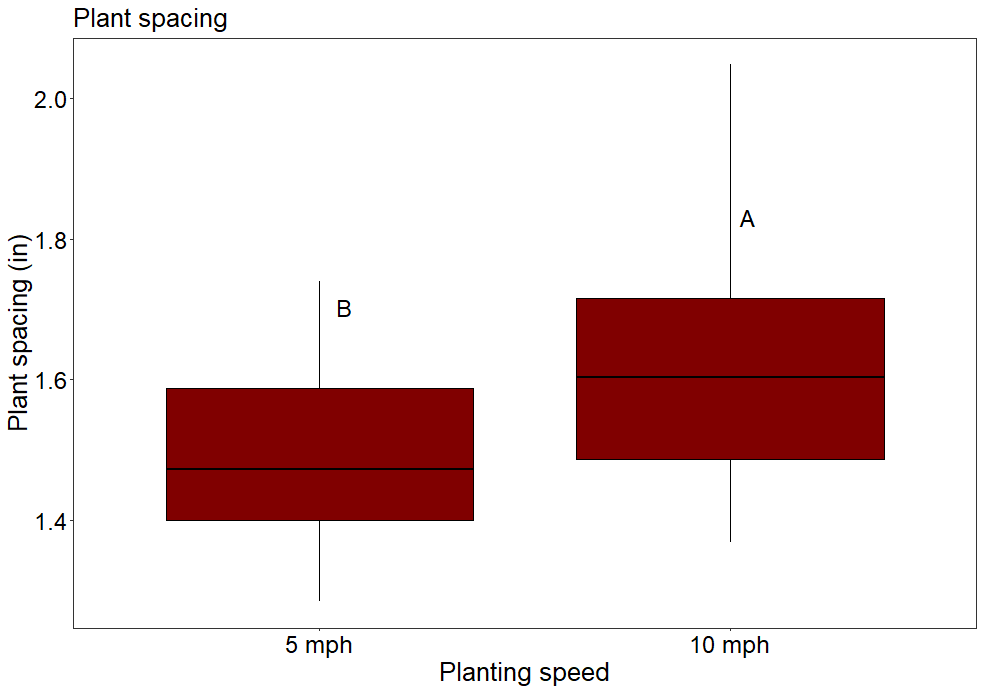 Plant spacing
Plant spacing (in)
2.0
1.8
1.6
1.4
A
B
5 mph
10 mph
Planting speed